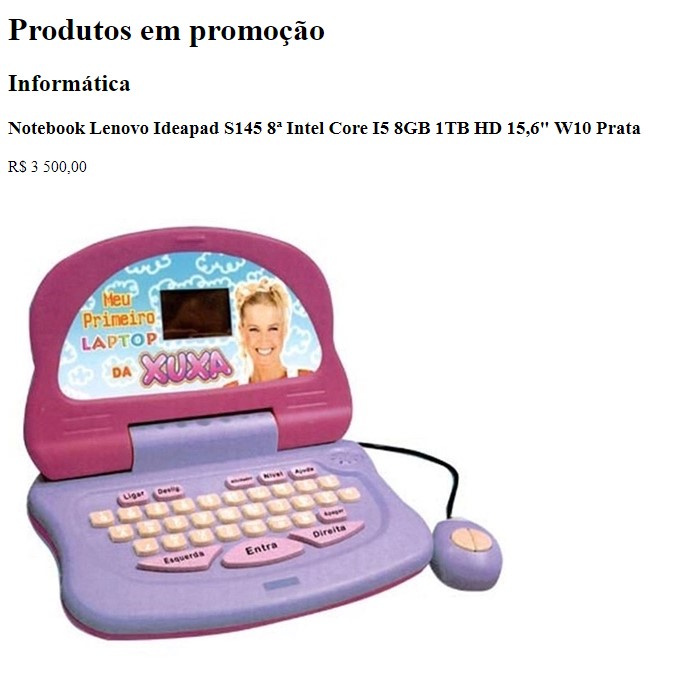 Produtos em promoção
Informática
Notebook Lenovo Ideapad S145 8ª Intel Core I5 8GB 1TB HD 15,6" W10 Prata
R$ 3 500,00
Meu
Primeiro
LAPTOP
DA XUXA
Ligar Deslig Nível Ajuda
Apagar
Esquerda Entra Direita